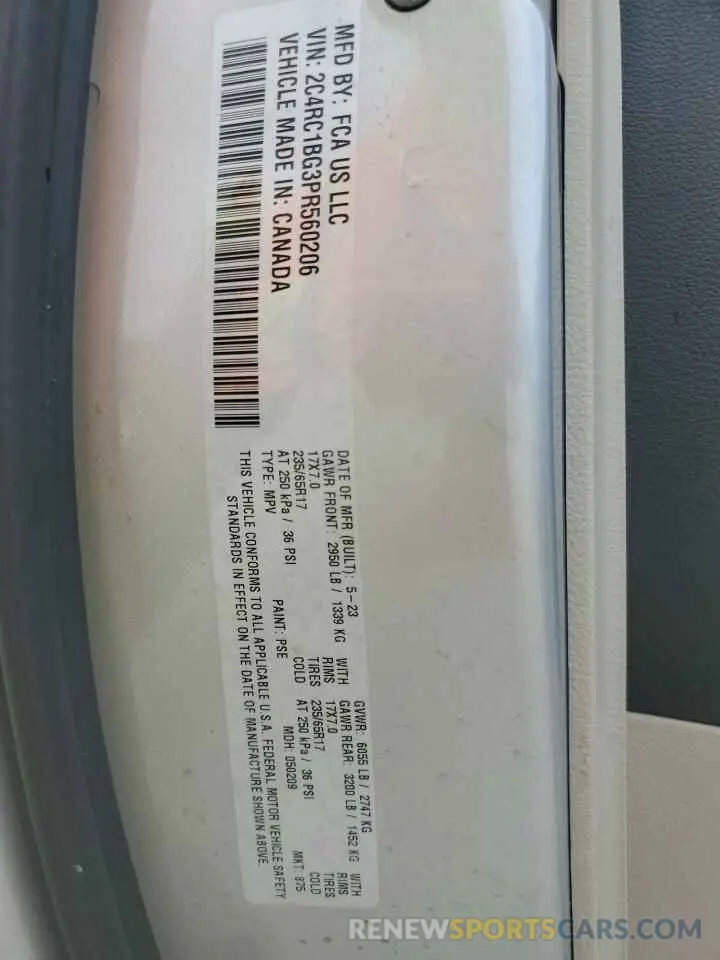 MFD BY: FCA US LLC
VIN: 2C4RC1BG3PR560206
VEHICLE MADE IN: CANADA
DATE OF MFR (BUILT): 5-23 GVWR: 6055 LB / 2747 KG
GAWR FRONT: 2950 LB / 1339 KG WITH GAWR REAR: 3200 LB / 1452 KG WITH
17X7.0 RIMS 17X7.0 RIMS
235/65R17 TIRES 235/65R17 TIRES
AT 250 kPa / 36 PSI COLD AT 250 kPa / 36 PSI COLD
TYPE: MPV PAINT: PSE MDH: 050209 MKT: 875
THIS VEHICLE CONFORMS TO ALL APPLICABLE U.S.A. FEDERAL MOTOR VEHICLE SAFETY
STANDARDS IN EFFECT ON THE DATE OF MANUFACTURE SHOWN ABOVE.
RENEWSPORTSCARS.COM